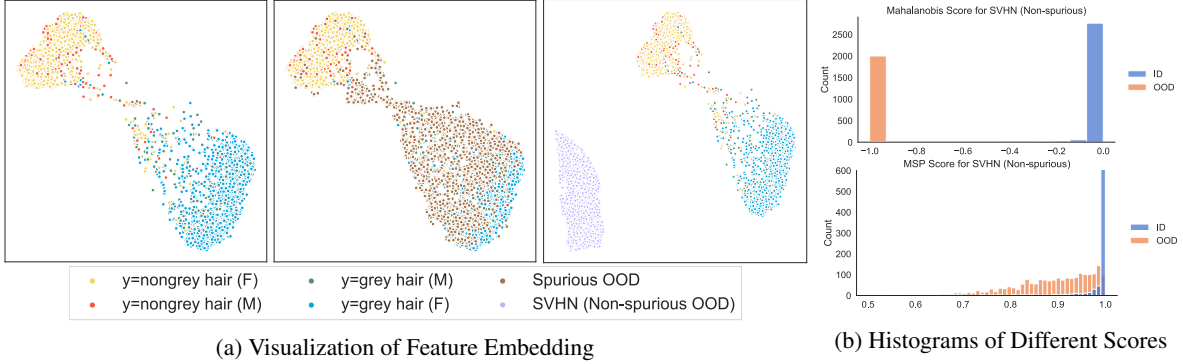 Mahalanobis Score for SVHN (Non-spurious)
2500
2000
1500
1000
500
0
Count
ID
OOD
−1.0 −0.8 −0.6 −0.4 −0.2 0.0
MSP Score for SVHN (Non-spurious)
600
500
400
300
200
100
0
Count
ID
OOD
0.5 0.6 0.7 0.8 0.9 1.0
y=nongrey hair (F) y=grey hair (M) Spurious OOD
y=nongrey hair (M) y=grey hair (F) SVHN (Non-spurious OOD)
(a) Visualization of Feature Embedding
(b) Histograms of Different Scores